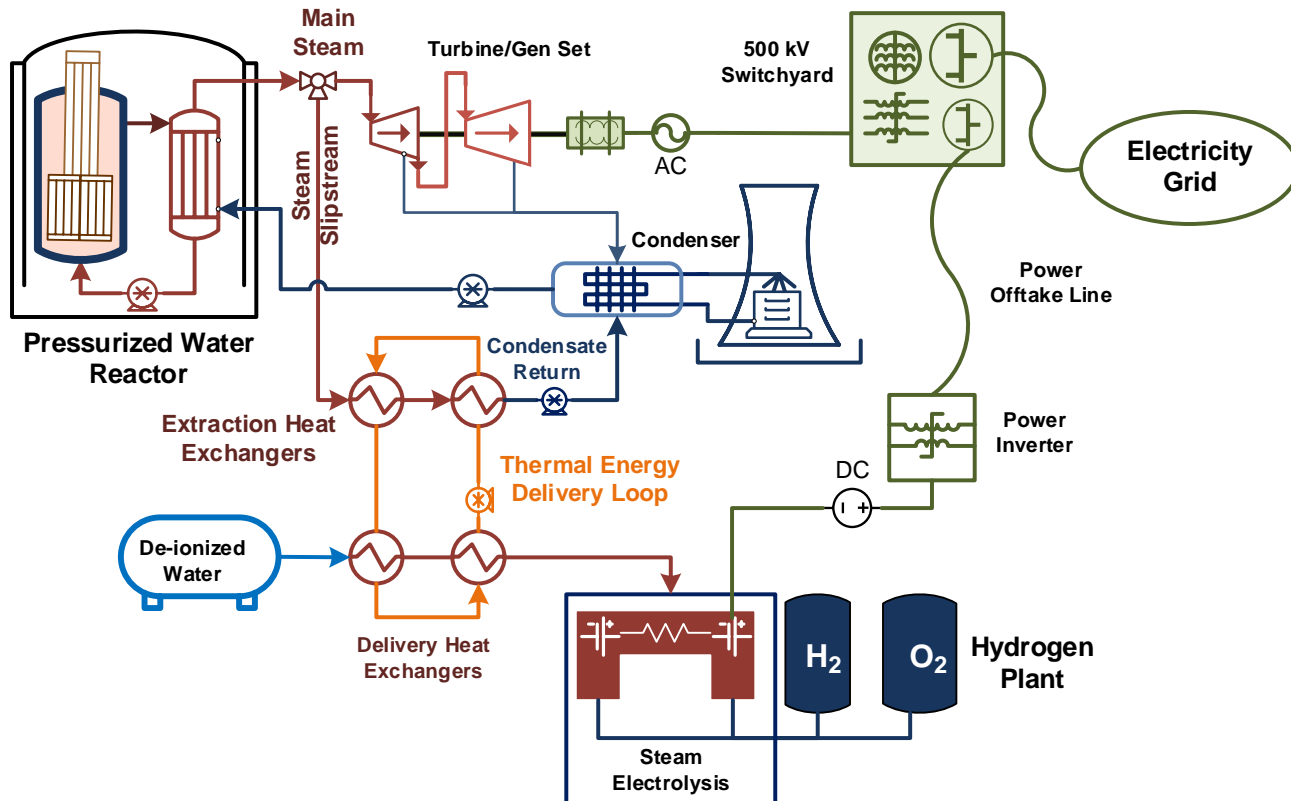 Main
Steam
Turbine/Gen Set
500 kV
Switchyard
AC
Electricity
Grid
Steam
Slipstream
Condenser
Power
Offtake Line
Pressurized Water
Reactor
Condensate
Return
Extraction Heat
Exchangers
Power
Inverter
Thermal Energy
Delivery Loop
DC
- +
De-ionized
Water
Delivery Heat
Exchangers
- +
- +
H2
O2
Hydrogen
Plant
Steam
Electrolysis